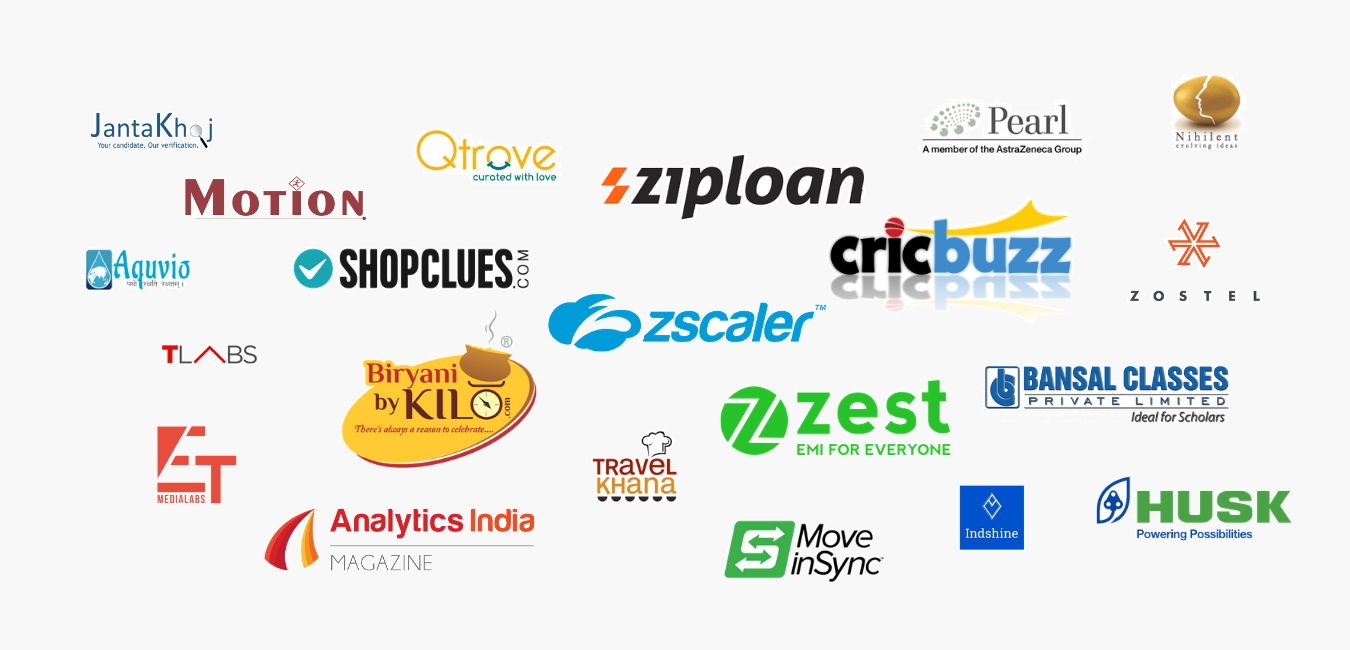 JantaKhoj
Your candidate. Our verification.
Qtrove
curated with love
ziploan
Pearl
A member of the AstraZeneca Group
Nihilent
evolving ideas
MOTION
cricbuzz
Aquvio
SHOPCLUES.COM
ZOSTEL
zscaler™
TLABS
Biryani ®
by KILO.com
There's always a reason to celebrate....
BANSAL CLASSES
PRIVATE LIMITED
Ideal for Scholars
zest
EMI FOR EVERYONE
ET
MEDIALABS
TRAVEL
KHANA
Analytics India
MAGAZINE
Move
inSync™
Indshine
HUSK
Powering Possibilities